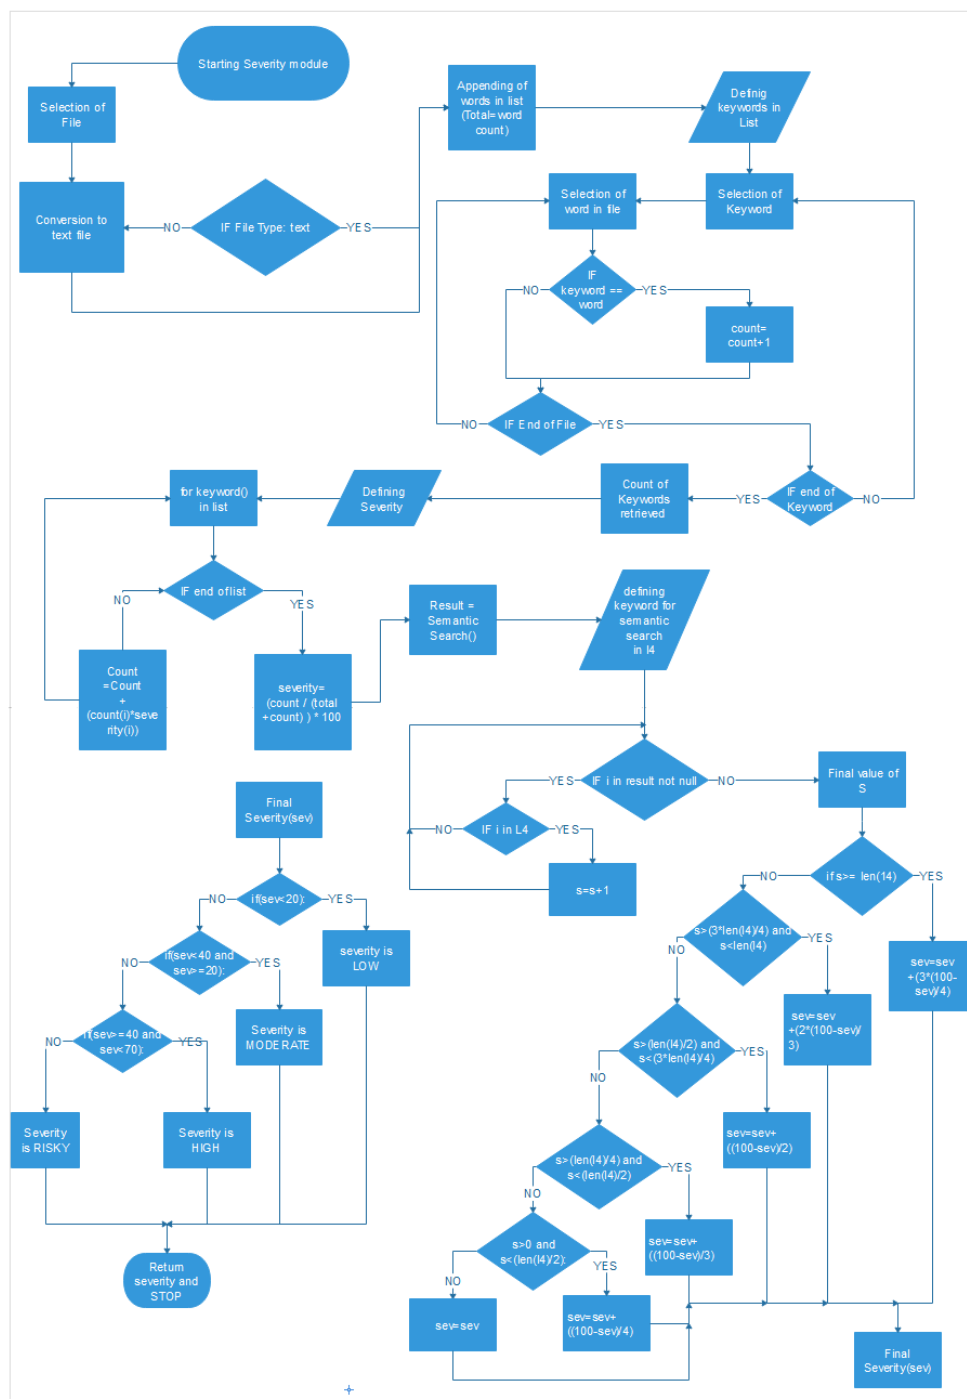 Starting Severity module
Selection of
File
Conversion to
text file
NO
IF File Type: text
YES
Appending of
words in list
(Total=word
count)
Definig
keywords in
List
Selection of
Keyword
Selection of
word in file
IF
keyword ==
word
NO
YES
count=
count+1
IF End of File
NO
YES
IF end of
Keyword
YES
NO
Count of
Keywords
retrieved
Defining
Severity
for keyword()
in list
IF end of list
NO
YES
Count
=Count
+
(count(i)*seve
rity(i))
severity=
(count / (total
+count) ) * 100
Result =
Semantic
Search()
defining
keyword for
semantic
search
in l4
IF i in result not null
YES
NO
IF i in L4
NO
YES
s=s+1
Final value of
S
if s>= len(14)
NO
YES
s>(3*len(l4)/4) and
s<len(l4)
NO
YES
sev=sev
+(3*(100-
sev)/4)
sev=sev
+(2*(100-sev)/
3)
s>(len(l4)/2) and
s<(3*len(l4)/4)
NO
YES
sev=sev+
((100-sev)/2)
s>(len(l4)/4) and
s<(len(l4)/2)
NO
YES
sev=sev+
((100-sev)/3)
s>0 and
s<(len(l4)/2):
NO
YES
sev=sev
sev=sev+
((100-sev)/4)
Final
Severity(sev)
Final
Severity(sev)
if(sev<20):
NO
YES
severity is
LOW
if(sev<40 and
sev>=20):
NO
YES
Severity is
MODERATE
if(sev>=40 and
sev<70):
NO
YES
Severity
is RISKY
Severity is
HIGH
Return
severity and
STOP